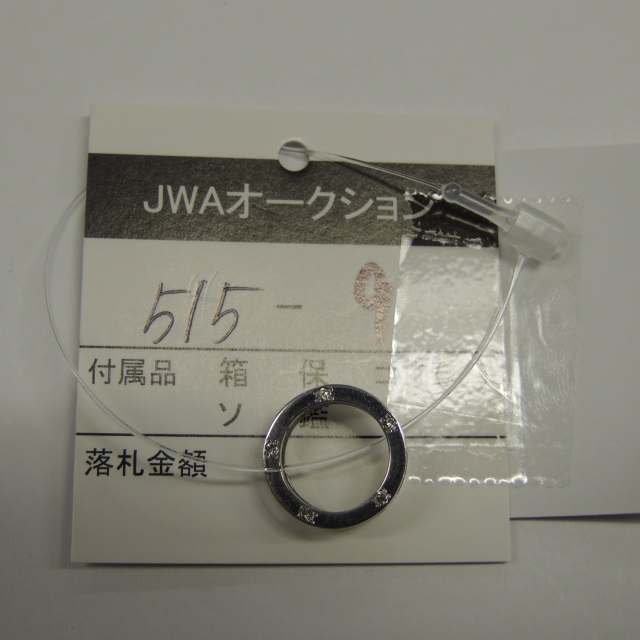 JWAオークション
515 - 9
付属品 箱 保
ソ 鑑
落札金額